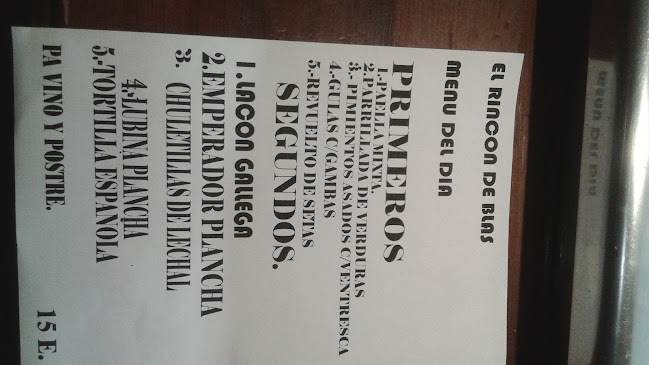 EL RINCON DE BLAS
MENU DEL DIA
PRIMEROS
1.-PAELLA MIXTA
2.PARRILLADA DE VERDURAS
3.-PIMIENTOS ASADOS C/VENTRESCA
4.-GULAS C/GAMBAS
5.-REVUELTO DE SETAS
SEGUNDOS.
1.LACON GALLEGA
2.EMPERADOR PLANCHA
3. CHULETILLAS DE LECHAL
4.-LUBINA PLANCHA
5.-TORTILLA ESPAÑOLA
PA VINO Y POSTRE. 15 E.